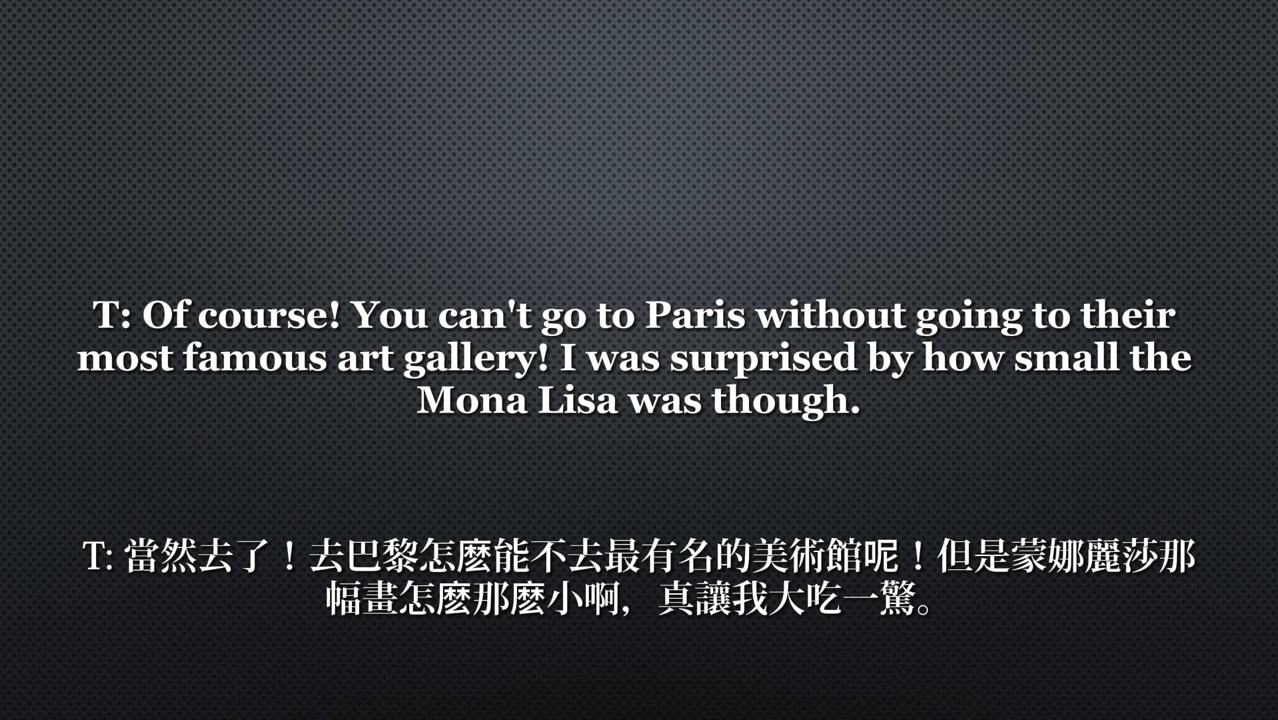 T: Of course! You can't go to Paris without going to their
most famous art gallery! I was surprised by how small the
Mona Lisa was though.
T: 當然去了！去巴黎怎麽能不去最有名的美術館呢！但是蒙娜麗莎那
幅畫怎麽那麽小啊，真讓我大吃一驚。